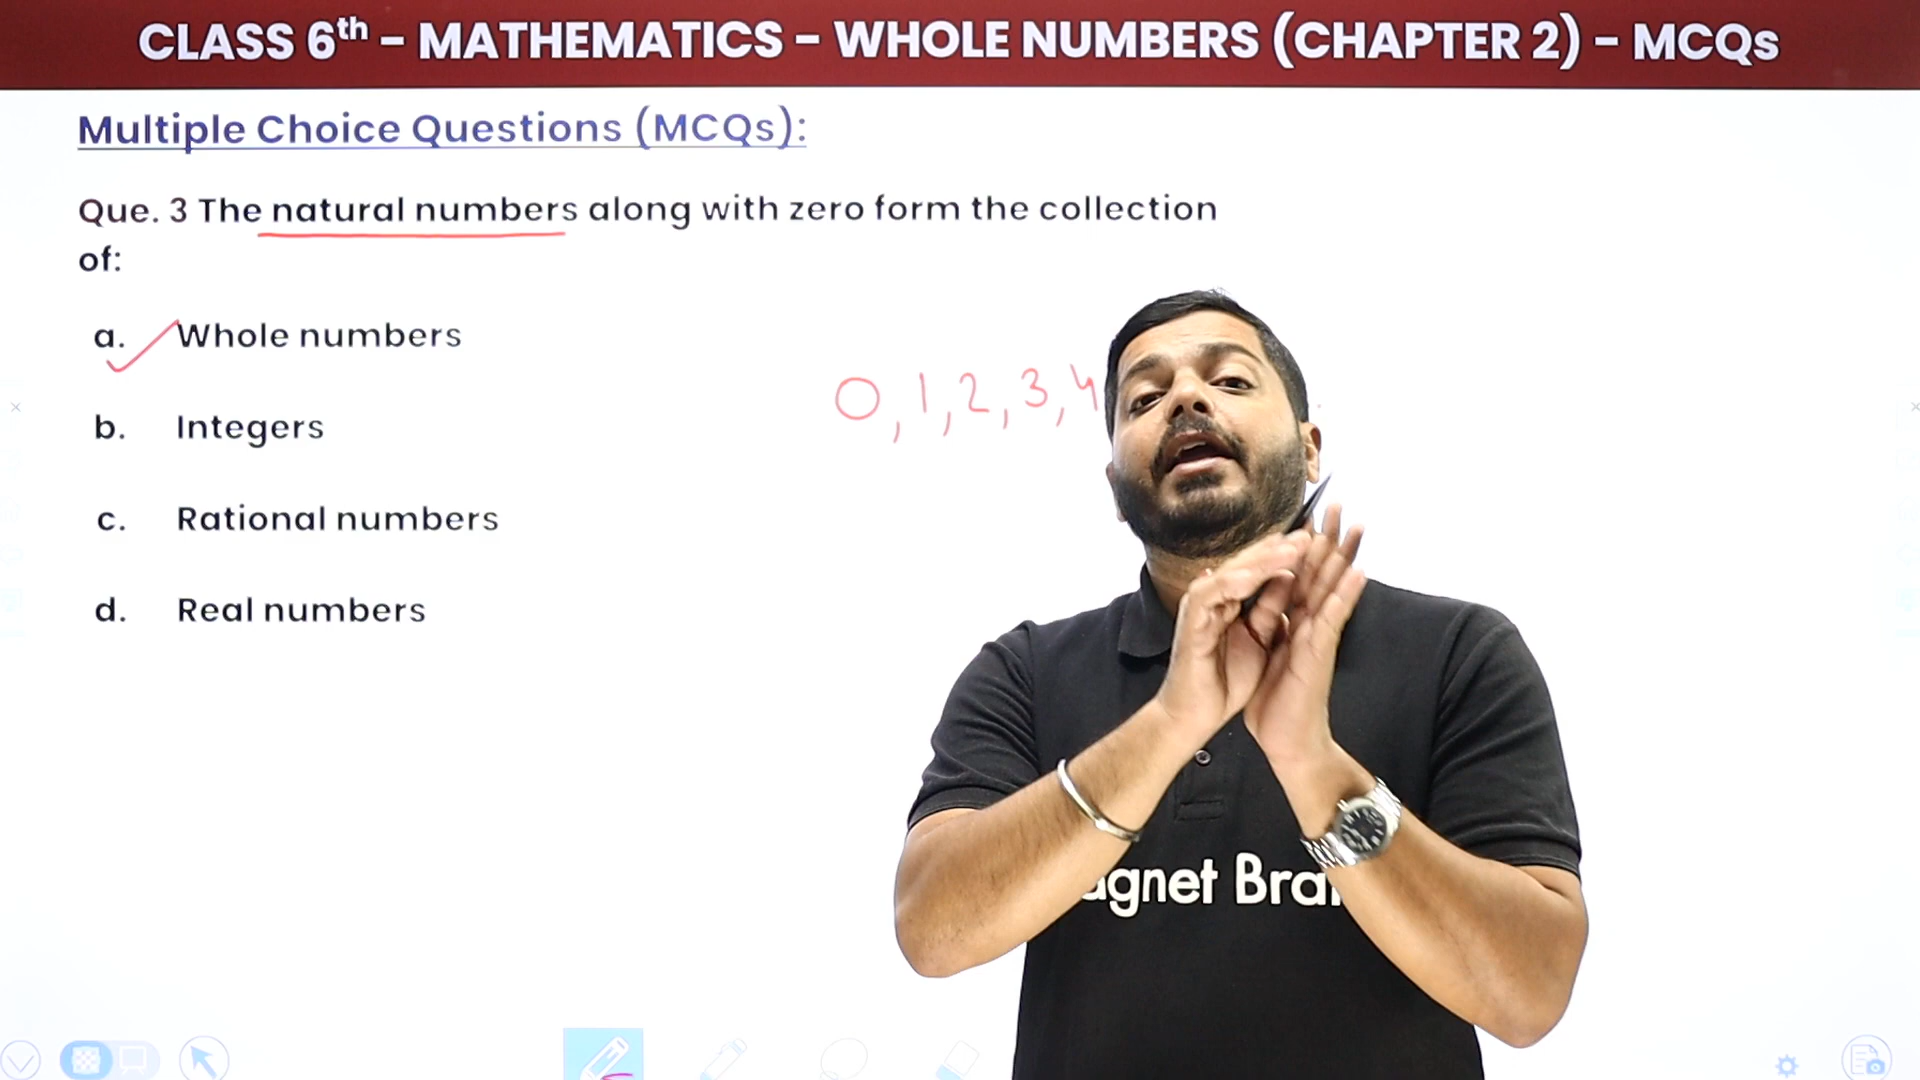 CLASS 6th – MATHEMATICS – WHOLE NUMBERS (CHAPTER 2) – MCQs
Multiple Choice Questions (MCQs):
Que. 3 The natural numbers along with zero form the collection
of:
a. Whole numbers
0, 1, 2, 3, 4
b. Integers
c. Rational numbers
d. Real numbers
agnet Bra